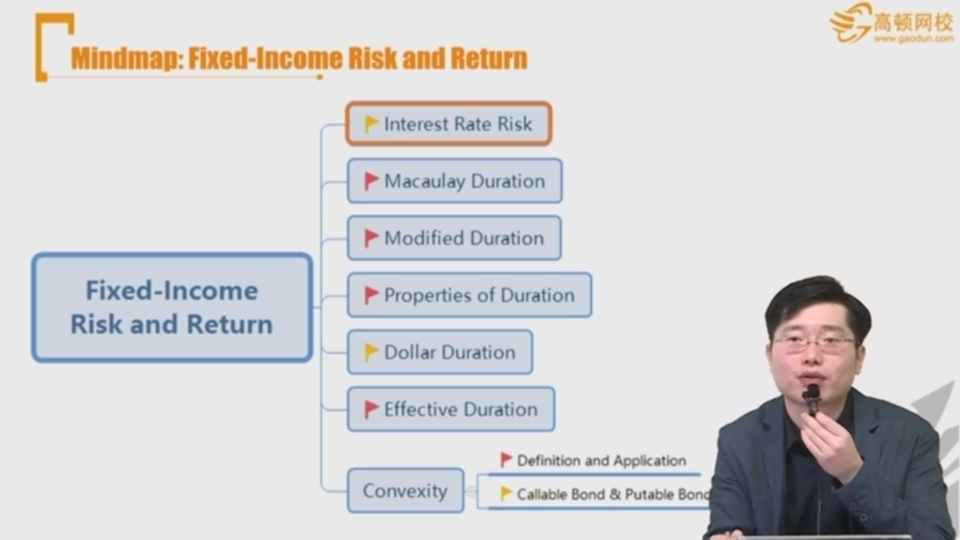 Mindmap: Fixed-Income Risk and Return
高顿网校
www.gaodun.com
Interest Rate Risk
Macaulay Duration
Modified Duration
Properties of Duration
Fixed-Income
Risk and Return
Dollar Duration
Effective Duration
Convexity
Definition and Application
Callable Bond & Putable Bond